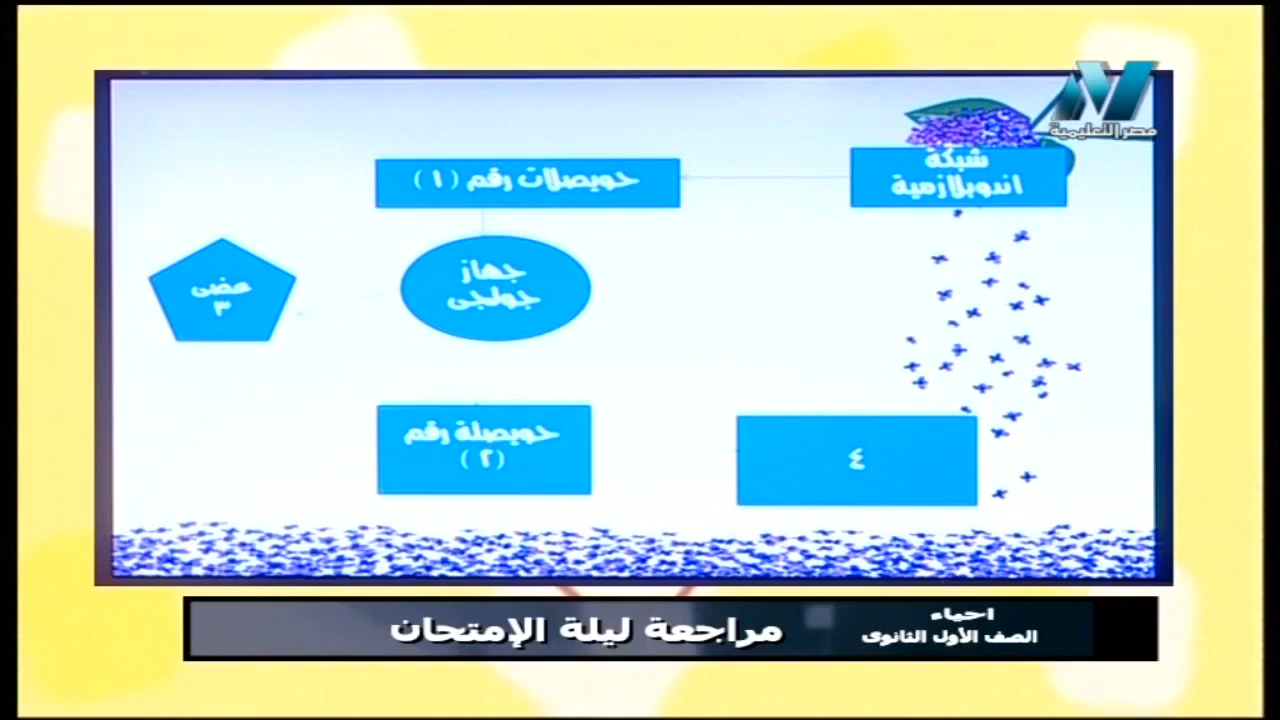 مصر التعليمية
شبكة
اندوبلازمية
حويصلات رقم (١)
جهاز
جولجى
عضى
٣
حويصلة رقم
(٢)
٤
احياء
الصف الأول الثانوى
مراجعة ليلة الإمتحان